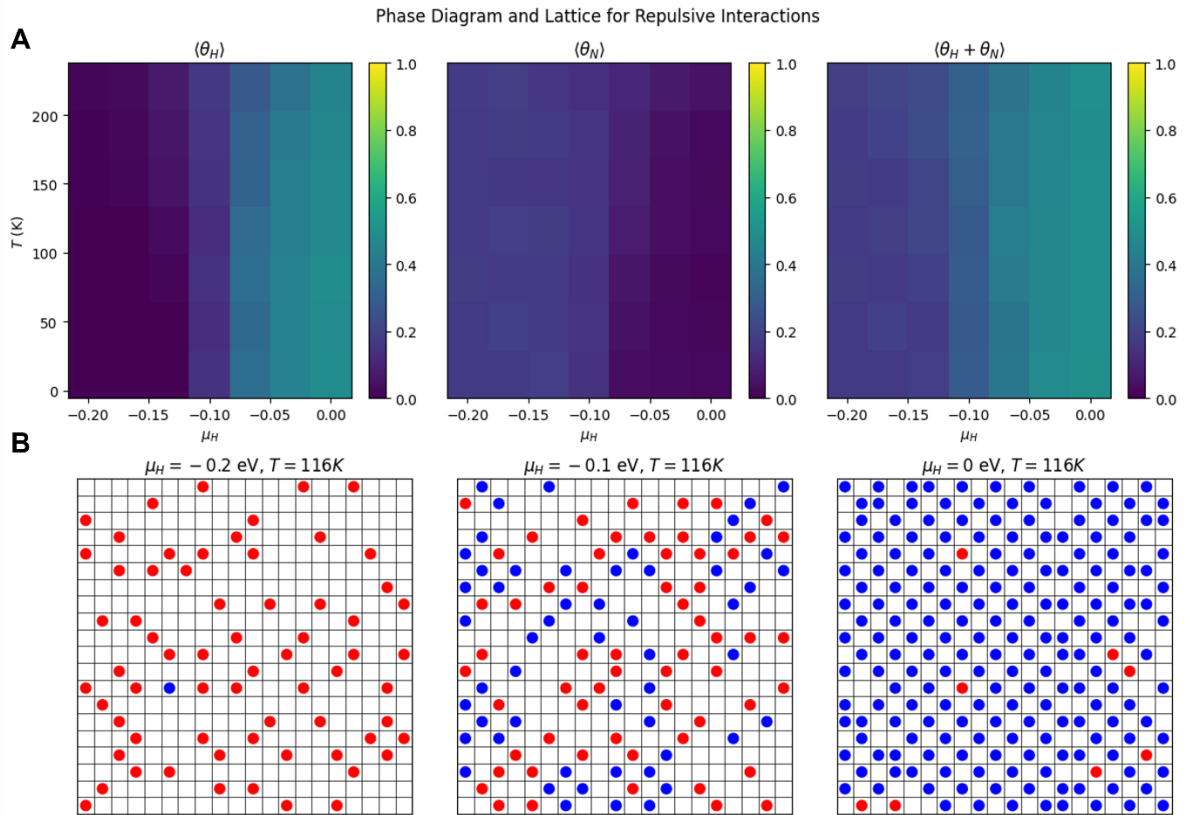 Phase Diagram and Lattice for Repulsive Interactions
A
⟨θ_H⟩
⟨θ_N⟩
⟨θ_H + θ_N⟩
T (K)
200
150
100
50
0
−0.20 −0.15 −0.10 −0.05 0.00
μ_H
1.0
0.8
0.6
0.4
0.2
0.0
−0.20 −0.15 −0.10 −0.05 0.00
μ_H
1.0
0.8
0.6
0.4
0.2
0.0
−0.20 −0.15 −0.10 −0.05 0.00
μ_H
1.0
0.8
0.6
0.4
0.2
0.0
B
μ_H = − 0.2 eV, T = 116K
μ_H = − 0.1 eV, T = 116K
μ_H = 0 eV, T = 116K